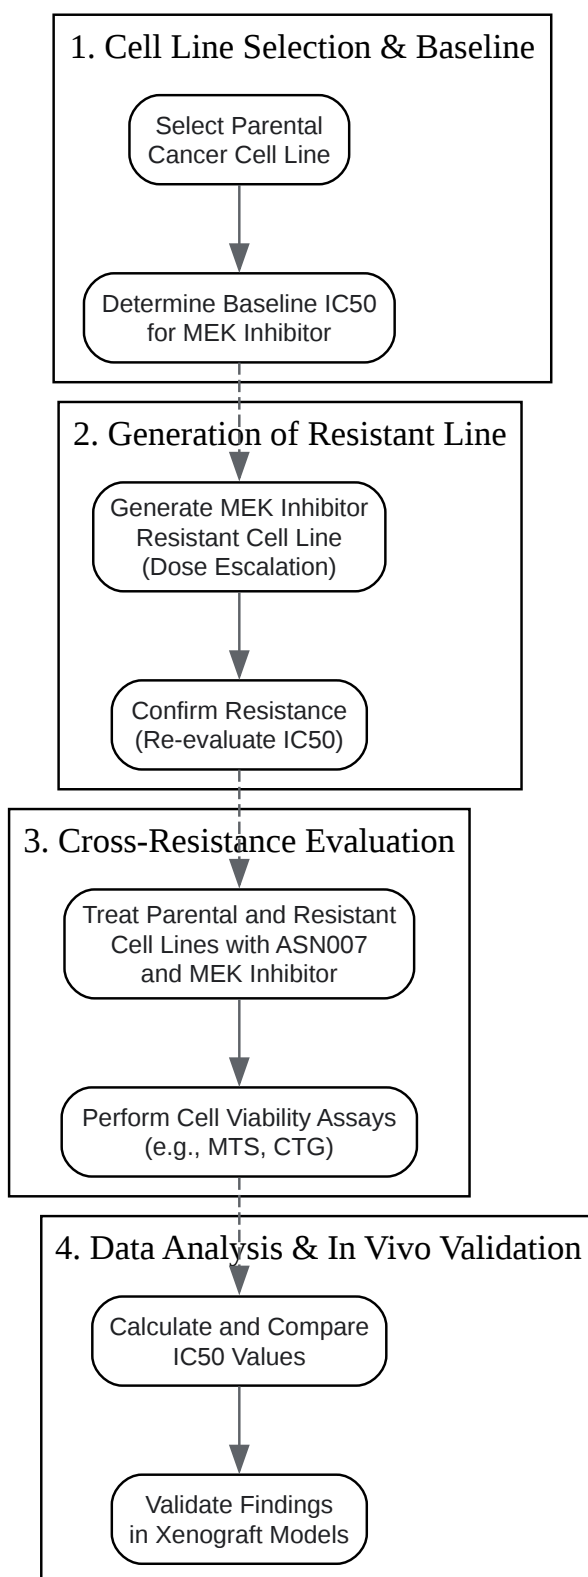 1. Cell Line Selection & Baseline
Select Parental
Cancer Cell Line
Determine Baseline IC50
for MEK Inhibitor
2. Generation of Resistant Line
Generate MEK Inhibitor
Resistant Cell Line
(Dose Escalation)
Confirm Resistance
(Re-evaluate IC50)
3. Cross-Resistance Evaluation
Treat Parental and Resistant
Cell Lines with ASN007
and MEK Inhibitor
Perform Cell Viability Assays
(e.g., MTS, CTG)
4. Data Analysis & In Vivo Validation
Calculate and Compare
IC50 Values
Validate Findings
in Xenograft Models